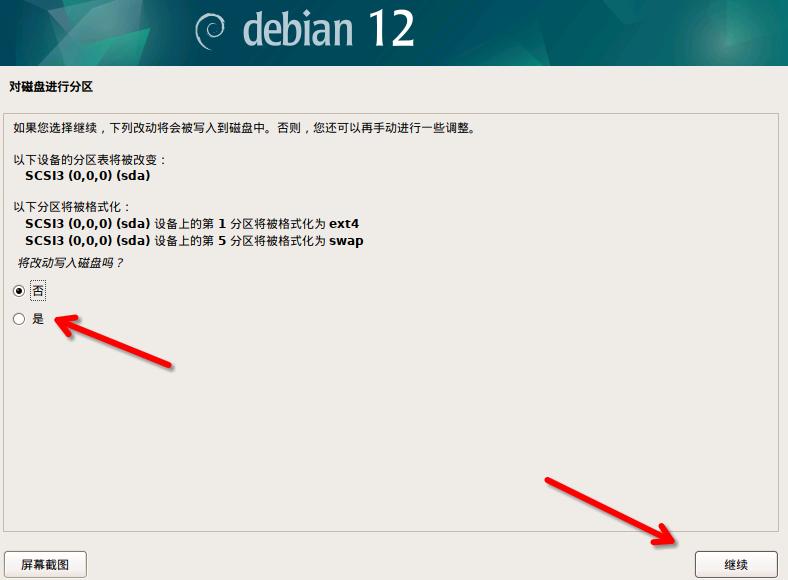 debian 12
对磁盘进行分区
如果您选择继续，下列改动将会被写入到磁盘中。否则，您还可以再手动进行一些调整。
以下设备的分区表将被改变：
SCSI3 (0,0,0) (sda)
以下分区将被格式化：
SCSI3 (0,0,0) (sda) 设备上的第 1 分区将被格式化为 ext4
SCSI3 (0,0,0) (sda) 设备上的第 5 分区将被格式化为 swap
将改动写入磁盘吗？
否
是
屏幕截图
继续